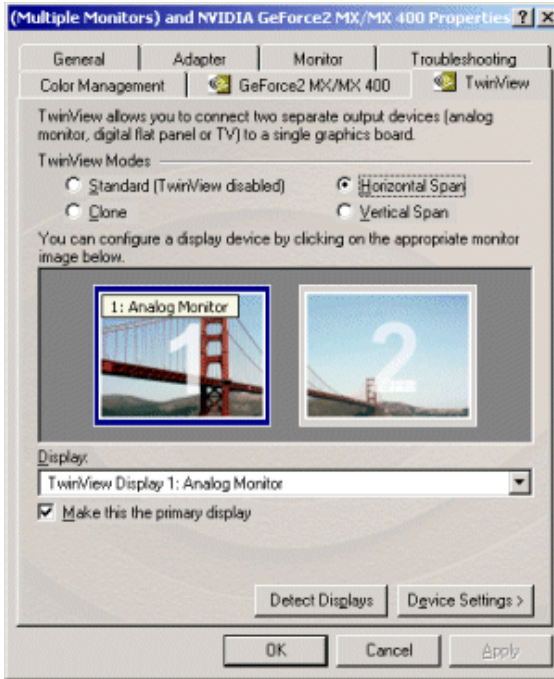 (Multiple Monitors) and NVIDIA GeForce2 MX/MX 400 Properties
General Adapter Monitor Troubleshooting
Color Management GeForce2 MX/MX 400 TwinView
TwinView allows you to connect two separate output devices (analog
monitor, digital flat panel or TV) to a single graphics board.
TwinView Modes
Standard (TwinView disabled) Horizontal Span
Clone Vertical Span
You can configure a display device by clicking on the appropriate monitor
image below.
1: Analog Monitor
1 2
Display:
TwinView Display 1: Analog Monitor
Make this the primary display
Detect Displays Device Settings >
OK Cancel Apply